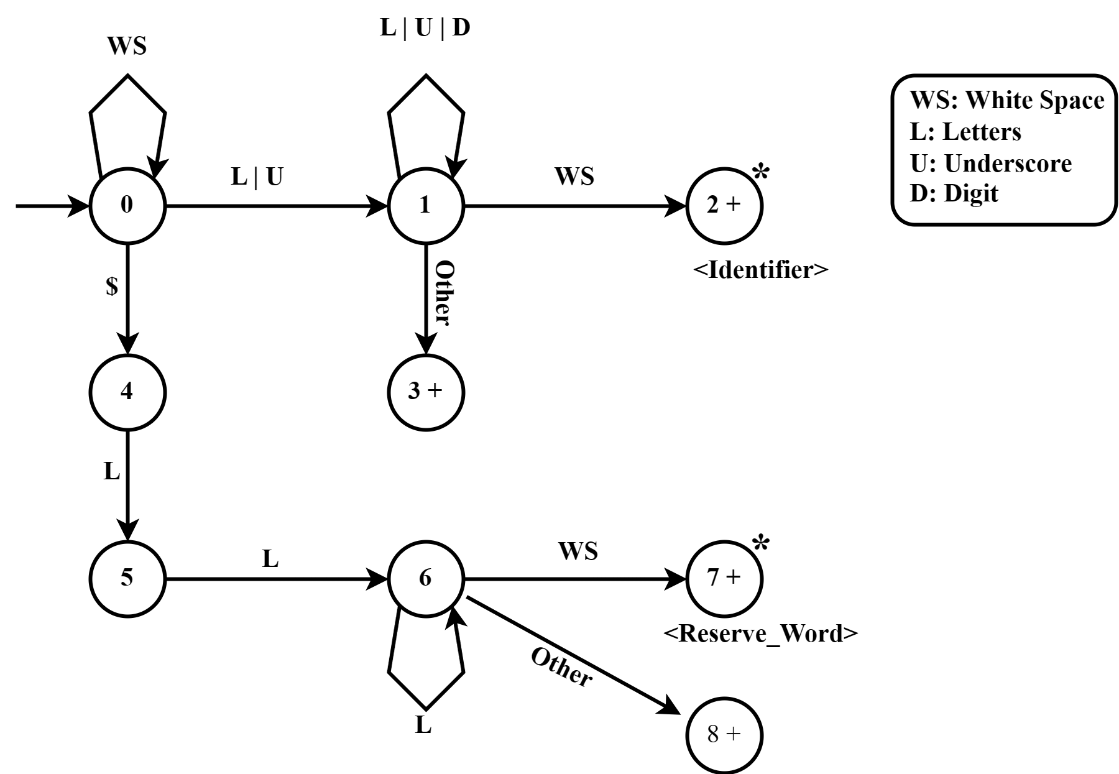 WS
L | U | D
WS: White Space
L: Letters
U: Underscore
D: Digit
0
L | U
1
WS
2 +
*
<Identifier>
$
Other
4
3 +
L
5
L
6
WS
7 +
*
<Reserve_Word>
Other
L
8 +